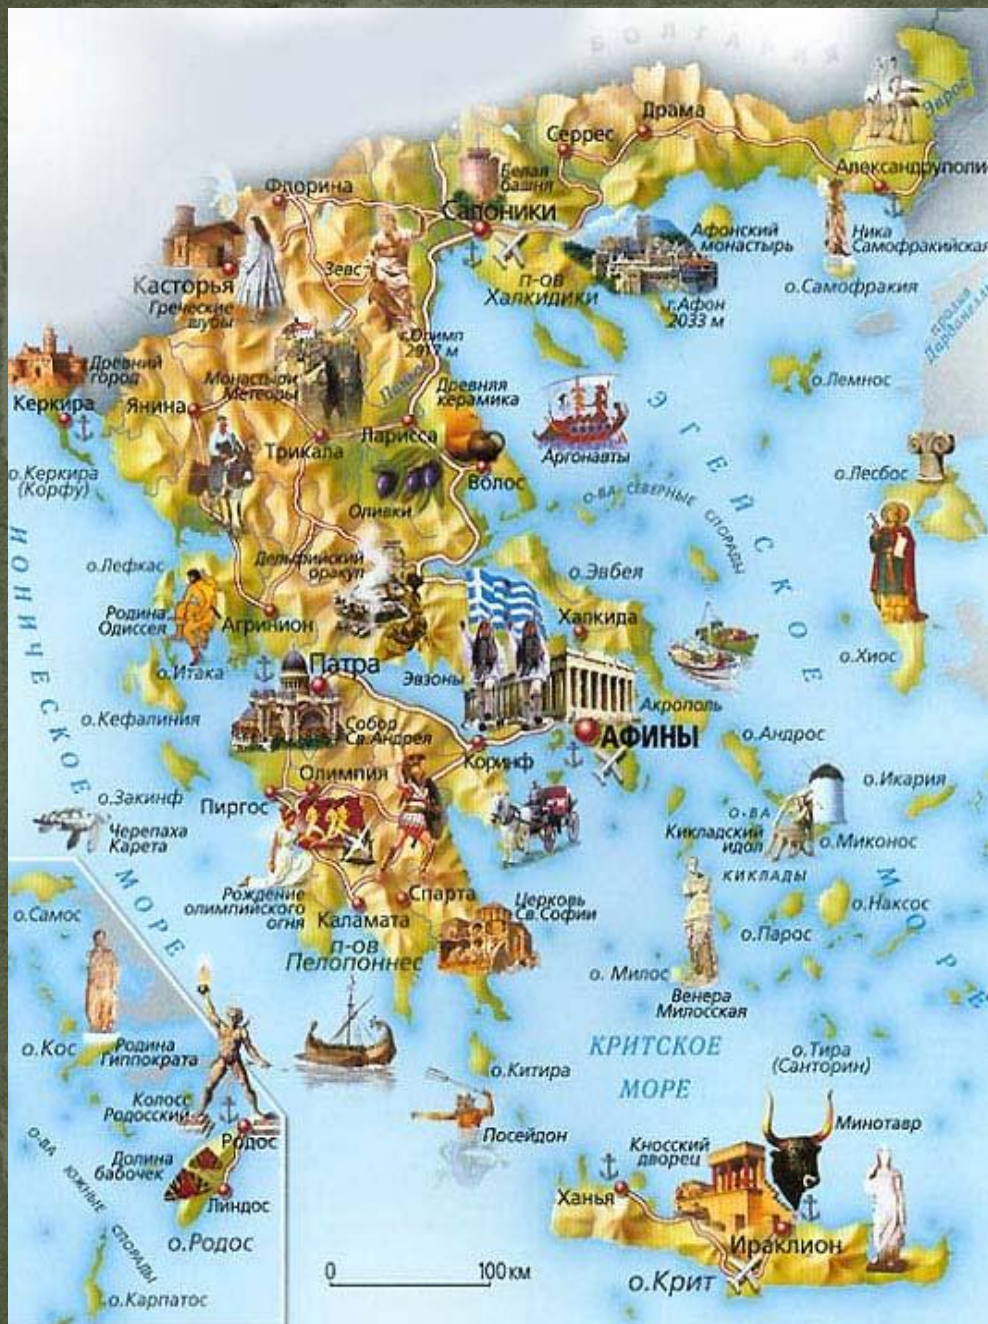 БОЛГАРИЯ
Эврос
Драма
Серрес
Александруполи
Белая
башня
Флорина
Салоники
Афонский
монастырь
Ника
Самофракийская
Зевс
Касторья
Греческие
шубы
п-ов
Халкидики
г.Афон
2033 м
о.Самофракия
пролив
Дарданеллы
г.Олимп
2917 м
Древний
город
Монастыри
Метеоры
Древняя
керамика
о.Лемнос
Керкира
Янина
Ларисса
Трикала
Аргонавты
ЭГЕЙСКОЕ МОРЕ
о.Керкира
(Корфу)
Волос
о.Лесбос
Оливки
О-ВА СЕВЕРНЫЕ СПОРАДЫ
ИОНИЧЕСКОЕ МОРЕ
о.Лефкас
Дельфийский
оракул
о.Эвбея
Родина
Одиссея
Агринион
Халкида
о.Итака
Патра
Эвзоны
о.Хиос
Акрополь
о.Кефалиния
Собор
Св.Андрея
АФИНЫ
о.Андрос
Коринф
Олимпия
о.Икария
о.Закинф
Пиргос
О-ВА
КИКЛАДЫ
Кикладский
идол
о.Миконос
Черепаха
Карета
Рождение
олимпийского
огня
Спарта
Церковь
Св.Софии
о.Наксос
о.Самос
Каламата
о.Парос
п-ов
Пелопоннес
о. Милос
Венера
Милосская
о.Кос
Родина
Гиппократа
КРИТСКОЕ
МОРЕ
о.Тира
(Санторин)
о.Китира
Колосс
Родосский
Посейдон
Минотавр
Родос
Кносский
дворец
Долина
бабочек
Ханья
Линдос
О-ВА ЮЖНЫЕ СПОРАДЫ
о.Родос
Ираклион
0 100 км
о.Крит
о.Карпатос